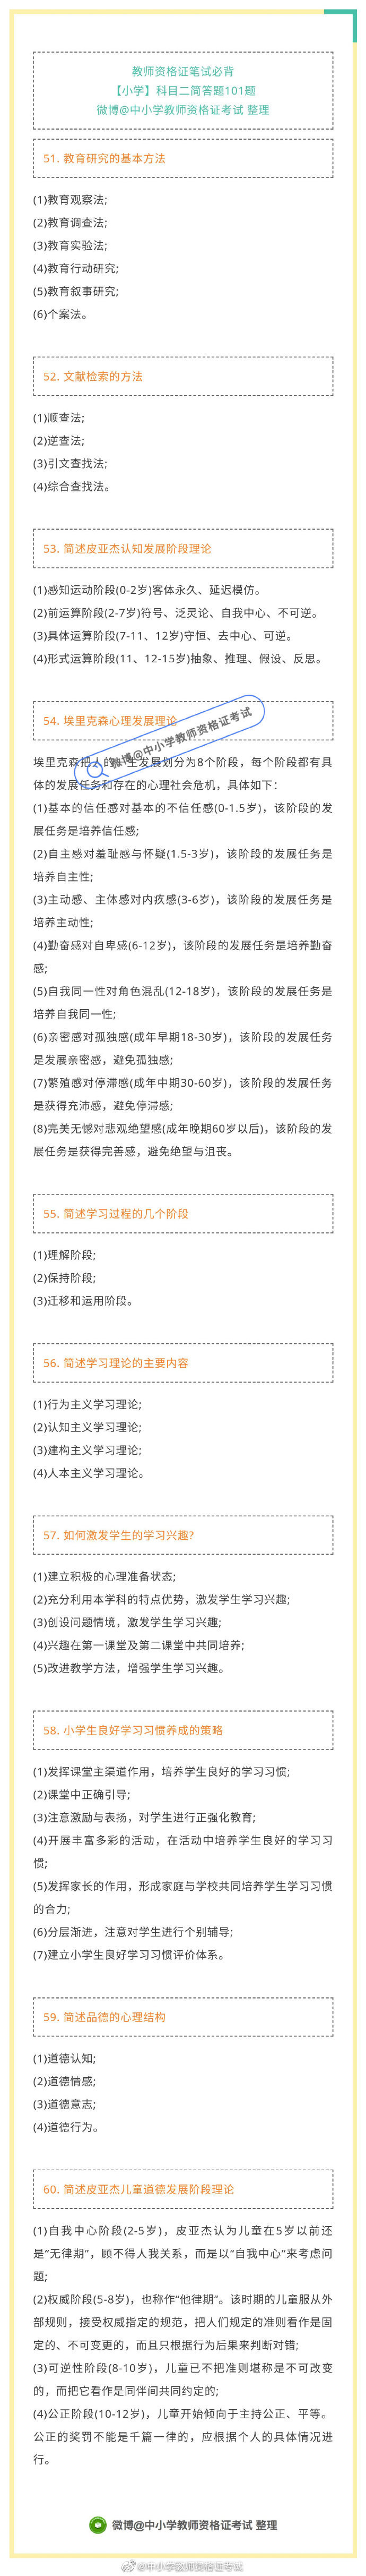 教师资格证笔试必背
【小学】科目二简答题101题
微博@中小学教师资格证考试 整理
51. 教育研究的基本方法
(1)教育观察法;
(2)教育调查法;
(3)教育实验法;
(4)教育行动研究;
(5)教育叙事研究;
(6)个案法。
52. 文献检索的方法
(1)顺查法;
(2)逆查法;
(3)引文查找法;
(4)综合查找法。
53. 简述皮亚杰认知发展阶段理论
(1)感知运动阶段(0-2岁)客体永久、延迟模仿。
(2)前运算阶段(2-7岁)符号、泛灵论、自我中心、不可逆。
(3)具体运算阶段(7-11、12岁)守恒、去中心、可逆。
(4)形式运算阶段(11、12-15岁)抽象、推理、假设、反思。
54. 埃里克森心理发展理论
微博@中小学教师资格证考试
埃里克森把人的一生发展划分为8个阶段，每个阶段都有具
体的发展任务和存在的心理社会危机，具体如下：
(1)基本的信任感对基本的不信任感(0-1.5岁)，该阶段的发
展任务是培养信任感;
(2)自主感对羞耻感与怀疑(1.5-3岁)，该阶段的发展任务是
培养自主性;
(3)主动感、主体感对内疚感(3-6岁)，该阶段的发展任务是
培养主动性;
(4)勤奋感对自卑感(6-12岁)，该阶段的发展任务是培养勤奋
感;
(5)自我同一性对角色混乱(12-18岁)，该阶段的发展任务是
培养自我同一性;
(6)亲密感对孤独感(成年早期18-30岁)，该阶段的发展任务
是发展亲密感，避免孤独感;
(7)繁殖感对停滞感(成年中期30-60岁)，该阶段的发展任务
是获得充沛感，避免停滞感;
(8)完美无憾对悲观绝望感(成年晚期60岁以后)，该阶段的发
展任务是获得完善感，避免绝望与沮丧。
55. 简述学习过程的几个阶段
(1)理解阶段;
(2)保持阶段;
(3)迁移和运用阶段。
56. 简述学习理论的主要内容
(1)行为主义学习理论;
(2)认知主义学习理论;
(3)建构主义学习理论;
(4)人本主义学习理论。
57. 如何激发学生的学习兴趣?
(1)建立积极的心理准备状态;
(2)充分利用本学科的特点优势，激发学生学习兴趣;
(3)创设问题情境，激发学生学习兴趣;
(4)兴趣在第一课堂及第二课堂中共同培养;
(5)改进教学方法，增强学生学习兴趣。
58. 小学生良好学习习惯养成的策略
(1)发挥课堂主渠道作用，培养学生良好的学习习惯;
(2)课堂中正确引导;
(3)注意激励与表扬，对学生进行正强化教育;
(4)开展丰富多彩的活动，在活动中培养学生良好的学习习
惯;
(5)发挥家长的作用，形成家庭与学校共同培养学生学习习惯
的合力;
(6)分层渐进，注意对学生进行个别辅导;
(7)建立小学生良好学习习惯评价体系。
59. 简述品德的心理结构
(1)道德认知;
(2)道德情感;
(3)道德意志;
(4)道德行为。
60. 简述皮亚杰儿童道德发展阶段理论
(1)自我中心阶段(2-5岁)，皮亚杰认为儿童在5岁以前还
是“无律期”，顾不得人我关系，而是以“自我中心”来考虑问
题;
(2)权威阶段(5-8岁)，也称作“他律期”。该时期的儿童服从外
部规则，接受权威指定的规范，把人们规定的准则看作是固
定的、不可变更的，而且只根据行为后果来判断对错;
(3)可逆性阶段(8-10岁)，儿童已不把准则堪称是不可改变
的，而把它看作是同伴间共同约定的;
(4)公正阶段(10-12岁)，儿童开始倾向于主持公正、平等。
公正的奖罚不能是千篇一律的，应根据个人的具体情况进
行。
微博@中小学教师资格证考试 整理
@中小学教师资格证考试